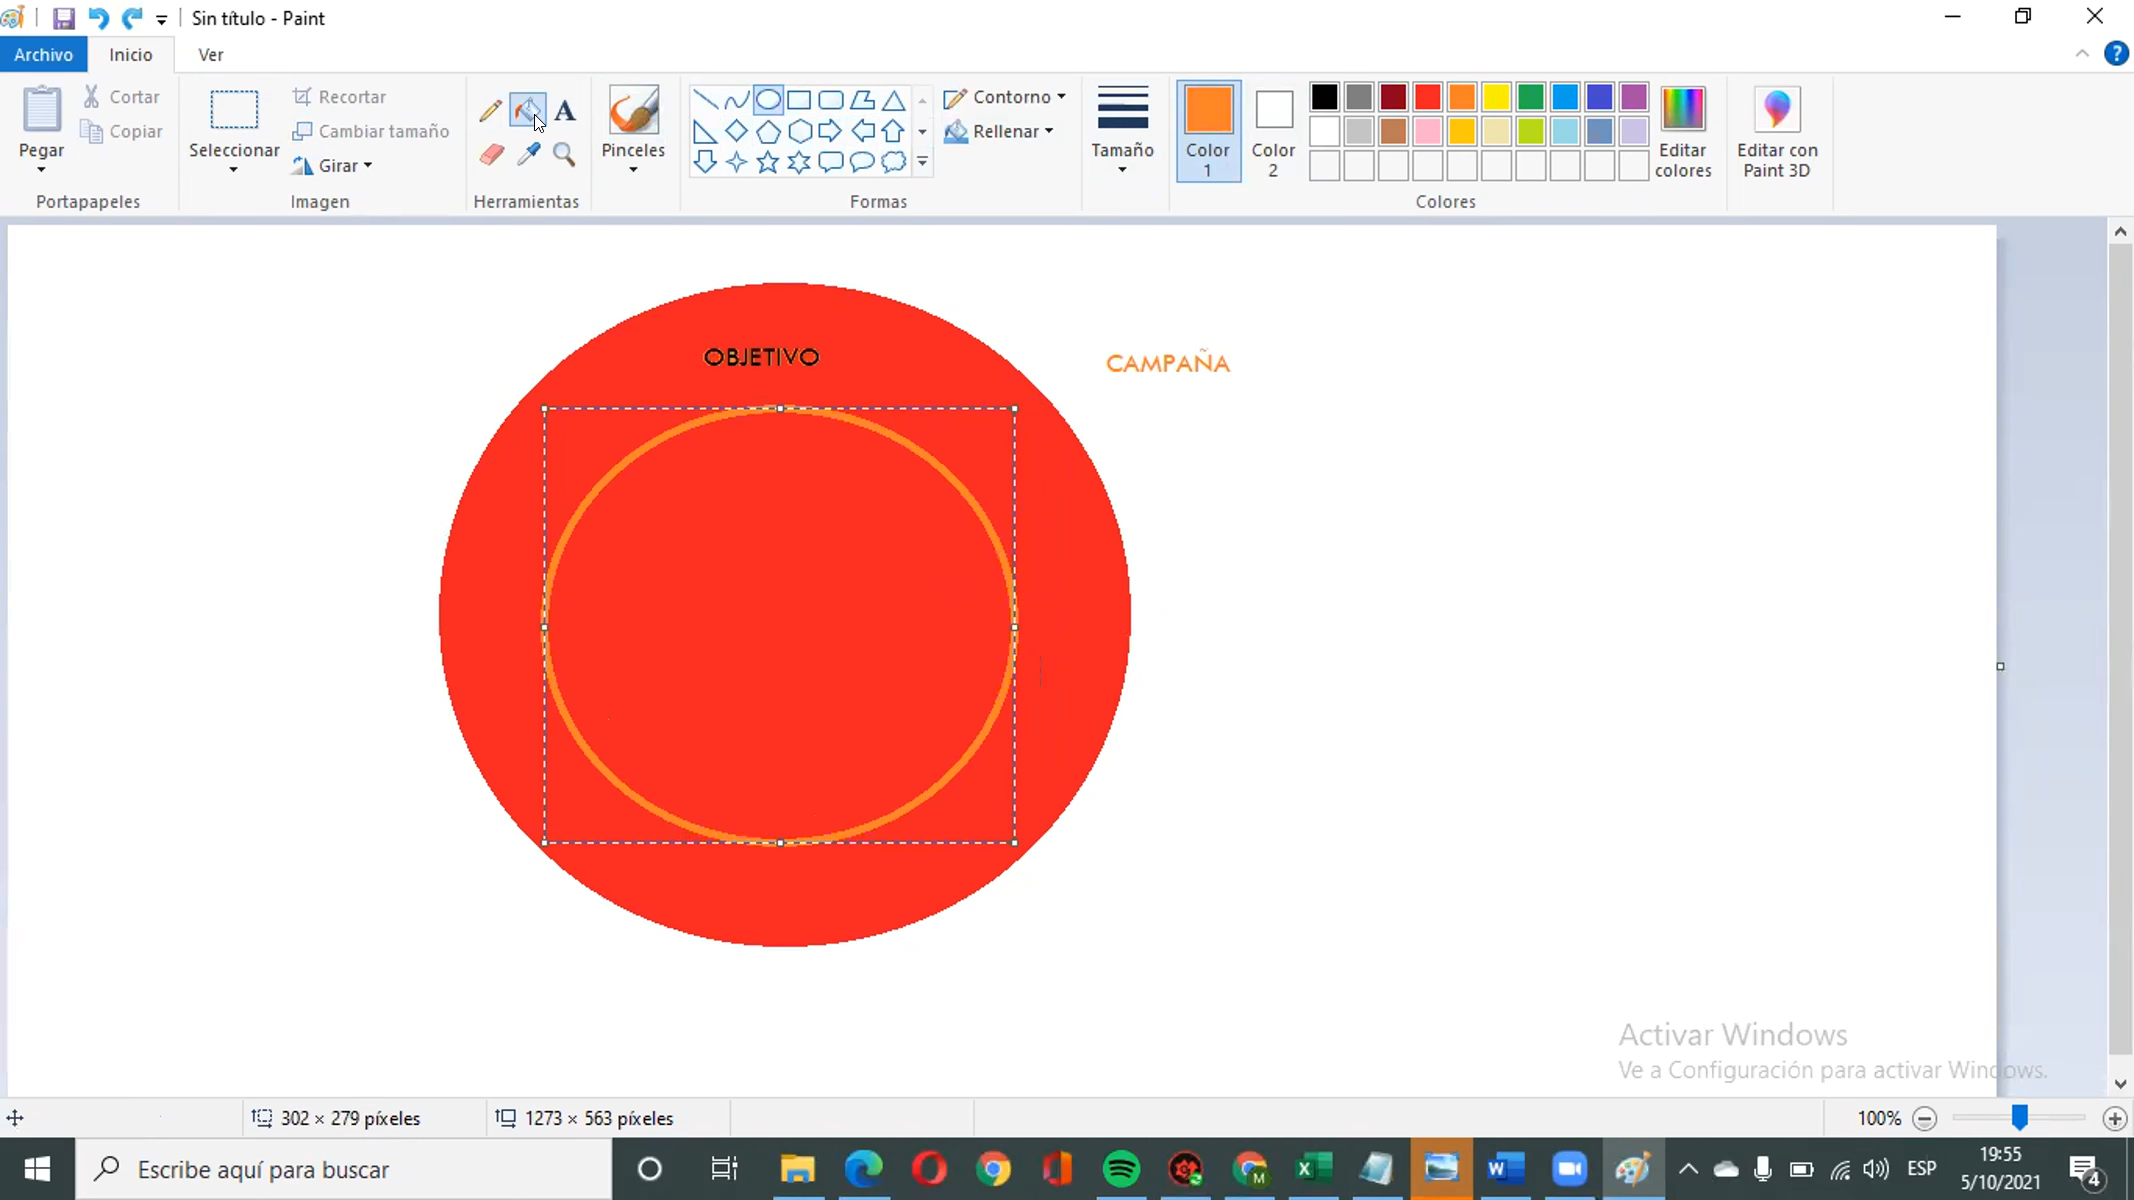 Sin título - Paint
Archivo Inicio Ver
Pegar
Cortar
Copiar
Portapapeles
Seleccionar
Recortar
Cambiar tamaño
Girar
Imagen
A
Herramientas
Pinceles
Contorno
Rellenar
Formas
Tamaño
Color 1
Color 2
Editar colores
Colores
Editar con Paint 3D
OBJETIVO
CAMPAÑA
Activar Windows
Ve a Configuración para activar Windows.
302 × 279 píxeles 1273 × 563 píxeles 100%
Escribe aquí para buscar
ESP
19:55
5/10/2021
4